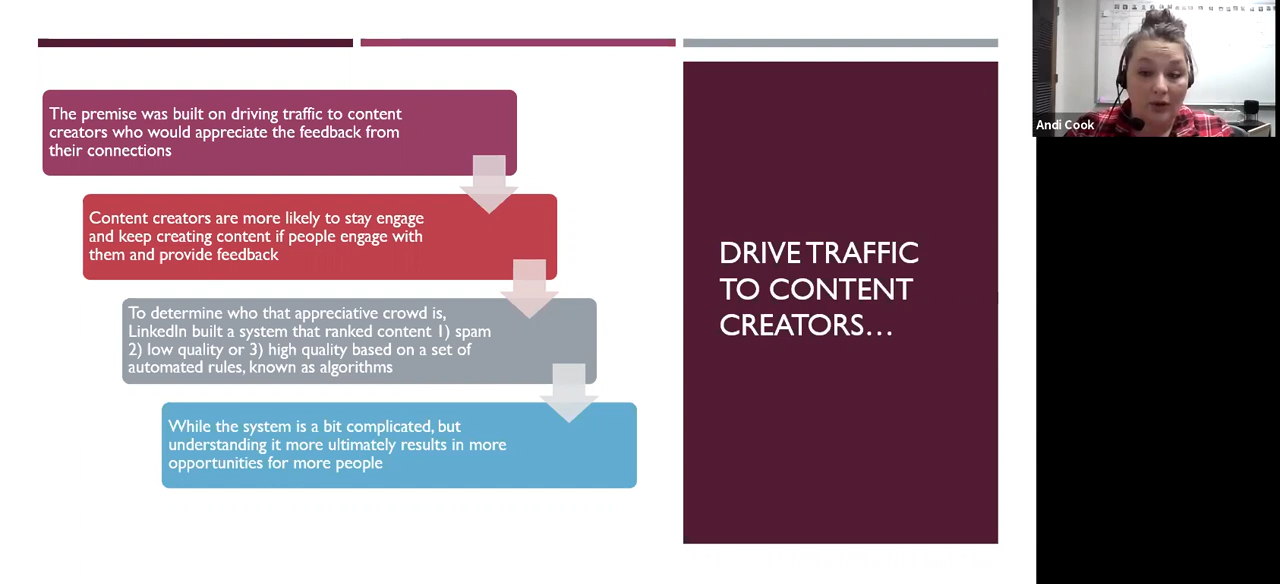 The premise was built on driving traffic to content
creators who would appreciate the feedback from
their connections
Content creators are more likely to stay engage
and keep creating content if people engage with
them and provide feedback
To determine who that appreciative crowd is,
LinkedIn built a system that ranked content 1) spam
2) low quality or 3) high quality based on a set of
automated rules, known as algorithms
While the system is a bit complicated, but
understanding it more ultimately results in more
opportunities for more people
DRIVE TRAFFIC
TO CONTENT
CREATORS...
Andi Cook